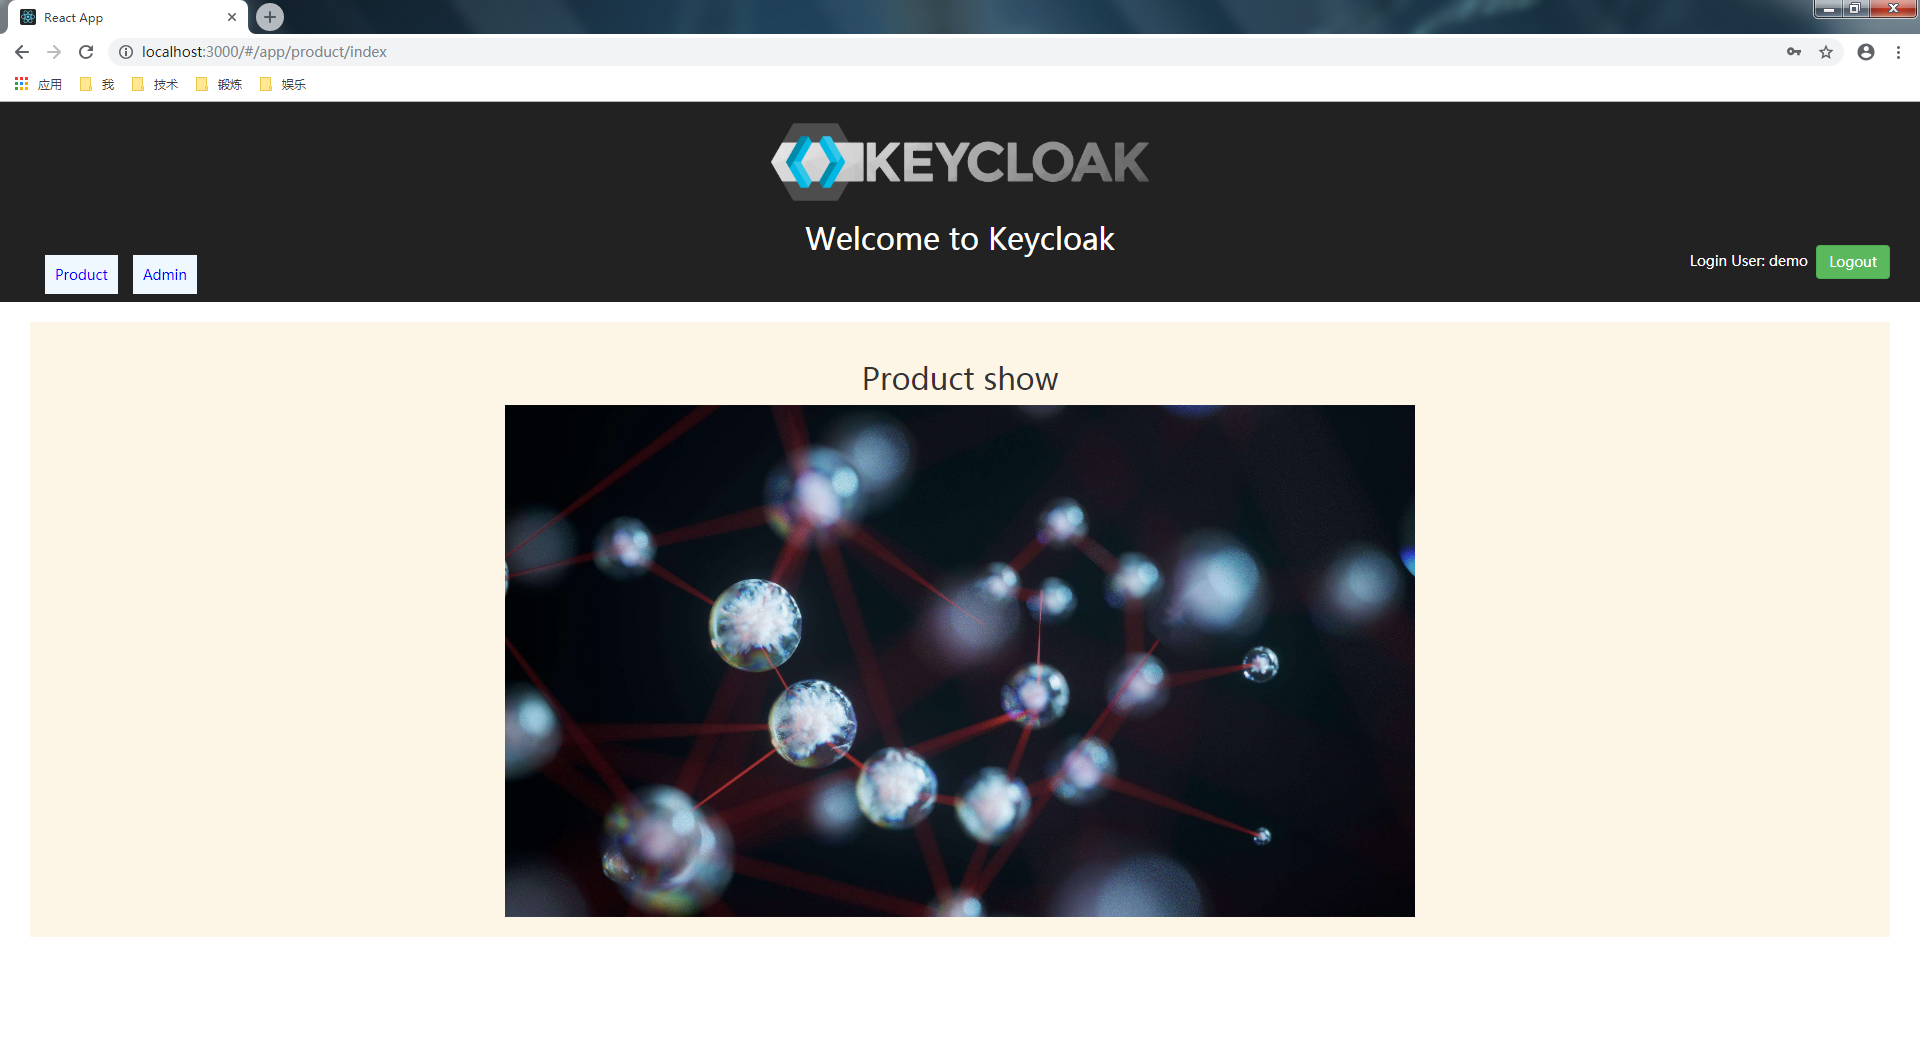 React App
localhost:3000/#/app/product/index
应用 我 技术 锻炼 娱乐
KEYCLOAK
Welcome to Keycloak
Product Admin
Login User: demo Logout
Product show